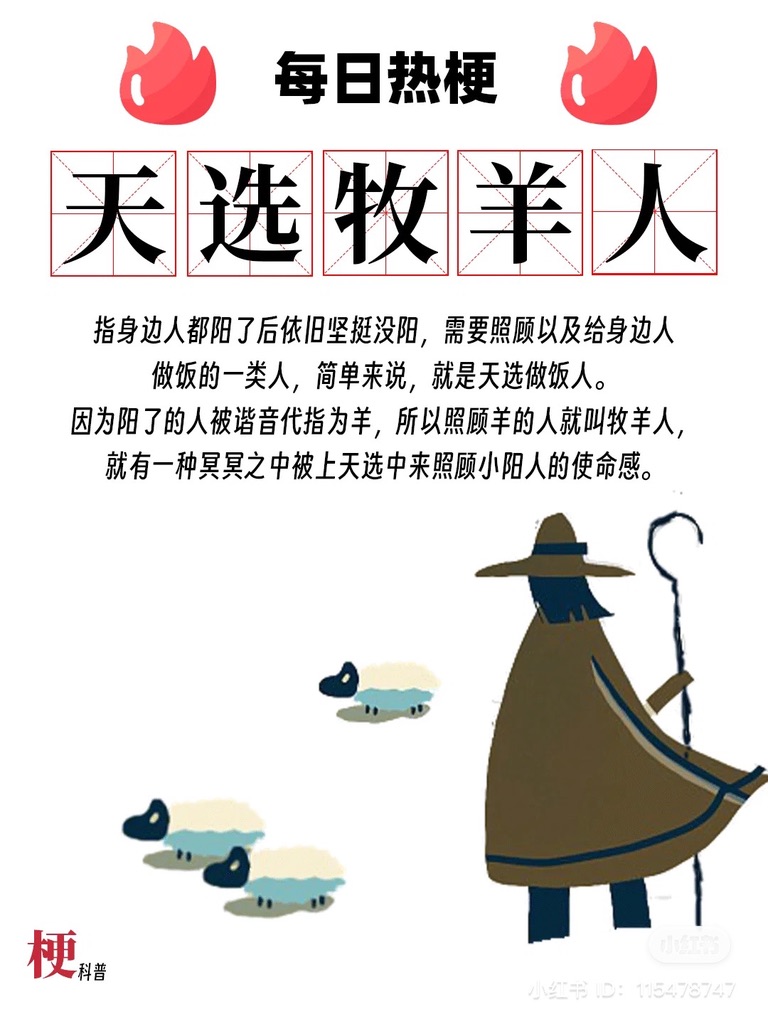 每日热梗
天选牧羊人
指身边人都阳了后依旧坚挺没阳，需要照顾以及给身边人
做饭的一类人，简单来说，就是天选做饭人。
因为阳了的人被谐音代指为羊，所以照顾羊的人就叫牧羊人，
就有一种冥冥之中被上天选中来照顾小阳人的使命感。
梗科普
小红书
小红书 ID: 115478747